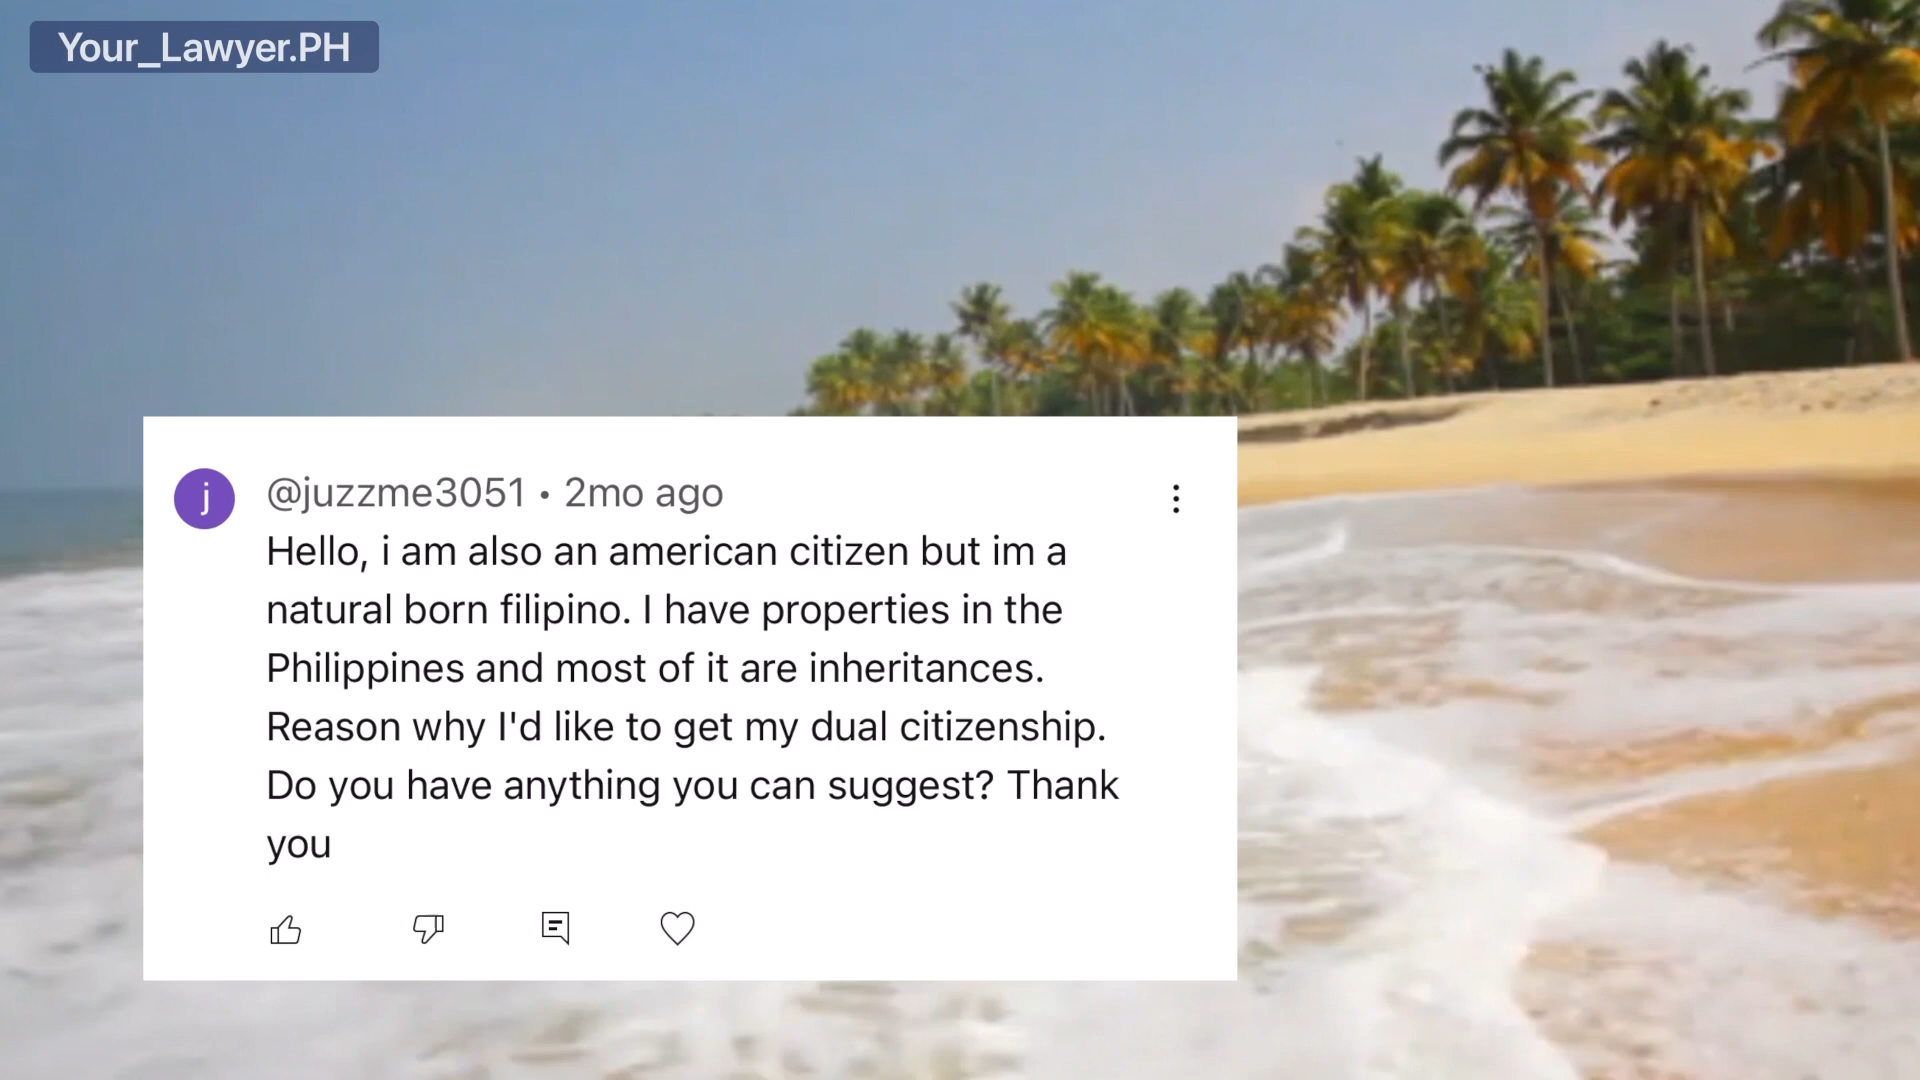 Your_Lawyer.PH
j
@juzzme3051 • 2mo ago
Hello, i am also an american citizen but im a
natural born filipino. I have properties in the
Philippines and most of it are inheritances.
Reason why I'd like to get my dual citizenship.
Do you have anything you can suggest? Thank
you